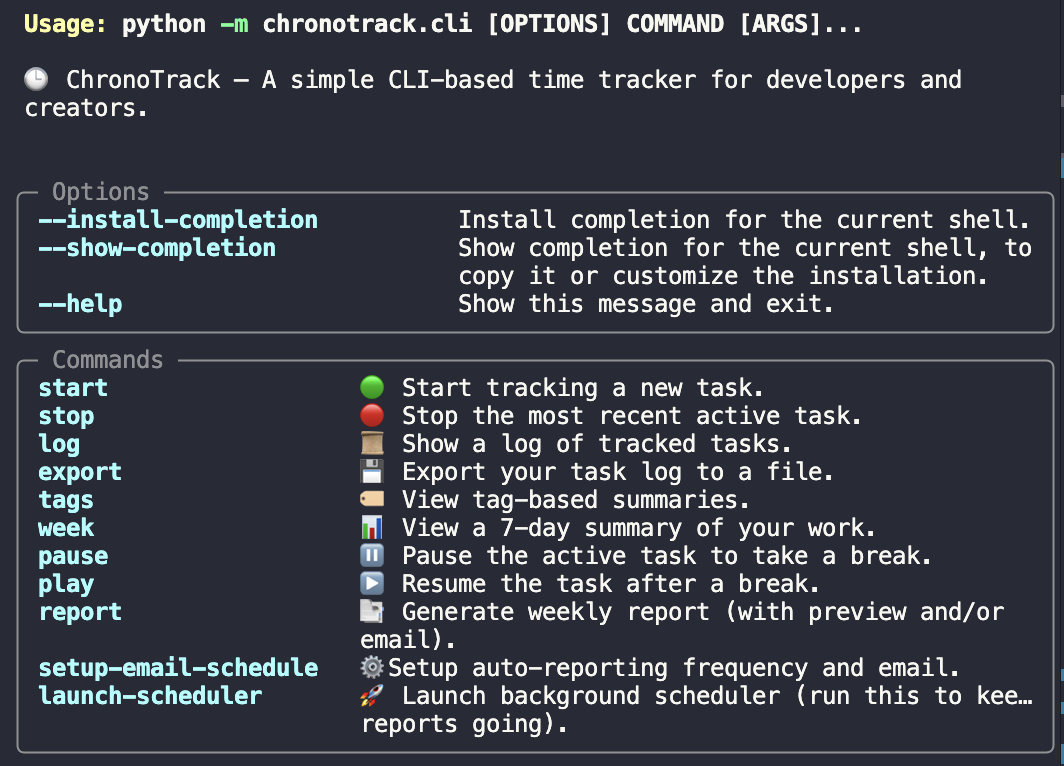 Usage: python -m chronotrack.cli [OPTIONS] COMMAND [ARGS]...
🕒 ChronoTrack — A simple CLI-based time tracker for developers and
creators.
Options
--install-completion Install completion for the current shell.
--show-completion Show completion for the current shell, to
copy it or customize the installation.
--help Show this message and exit.
Commands
start 🟢 Start tracking a new task.
stop 🔴 Stop the most recent active task.
log 📜 Show a log of tracked tasks.
export 💾 Export your task log to a file.
tags 🏷️ View tag-based summaries.
week 📊 View a 7-day summary of your work.
pause ⏸️ Pause the active task to take a break.
play ▶️ Resume the task after a break.
report 📑 Generate weekly report (with preview and/or
email).
setup-email-schedule ⚙️Setup auto-reporting frequency and email.
launch-scheduler 🚀 Launch background scheduler (run this to kee…
reports going).